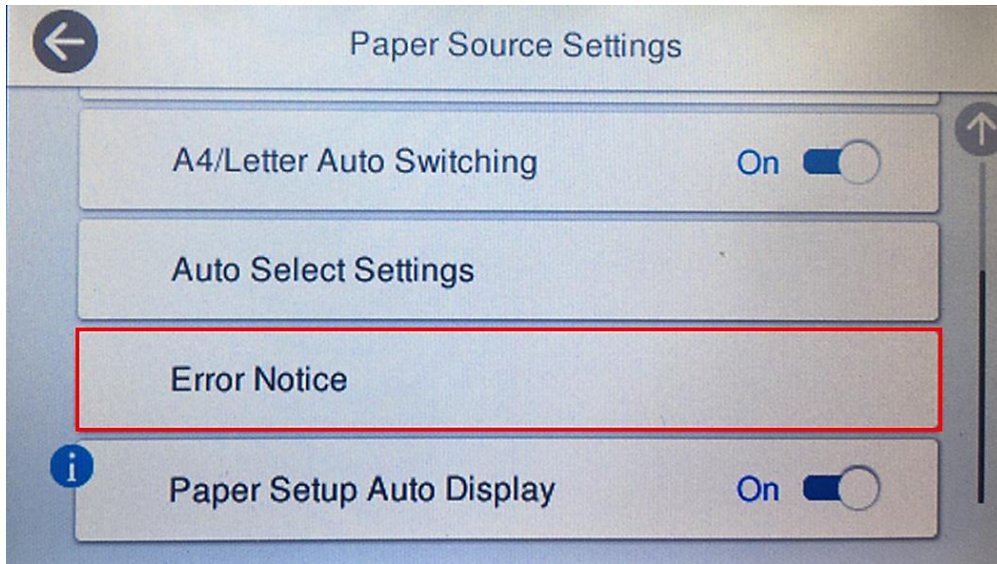 Paper Source Settings
A4/Letter Auto Switching On
Auto Select Settings
Error Notice
i
Paper Setup Auto Display On